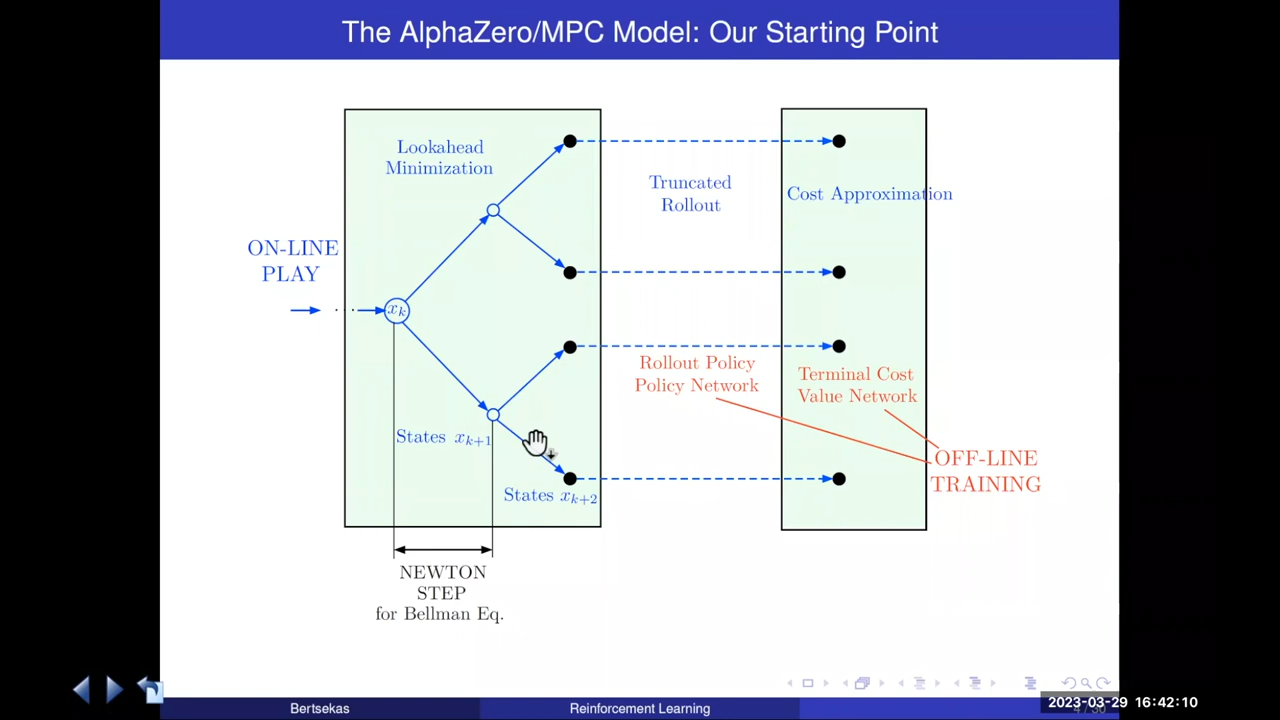 The AlphaZero/MPC Model: Our Starting Point
Lookahead
Minimization
Truncated
Rollout
Cost Approximation
ON-LINE
PLAY
x_k
Rollout Policy
Policy Network
Terminal Cost
Value Network
States x_{k+1}
OFF-LINE
TRAINING
States x_{k+2}
NEWTON
STEP
for Bellman Eq.
Bertsekas
Reinforcement Learning
2023-03-29 16:42:10